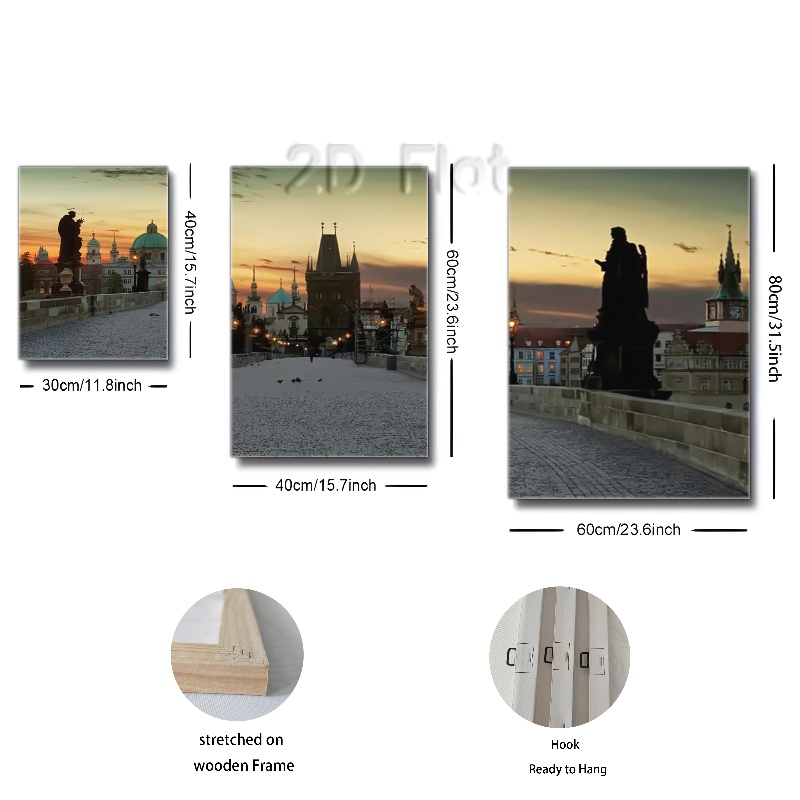 2D Flat
40cm/15.7inch
30cm/11.8inch
60cm/23.6inch
40cm/15.7inch
80cm/31.5inch
60cm/23.6inch
stretched on
wooden Frame
Hook
Ready to Hang